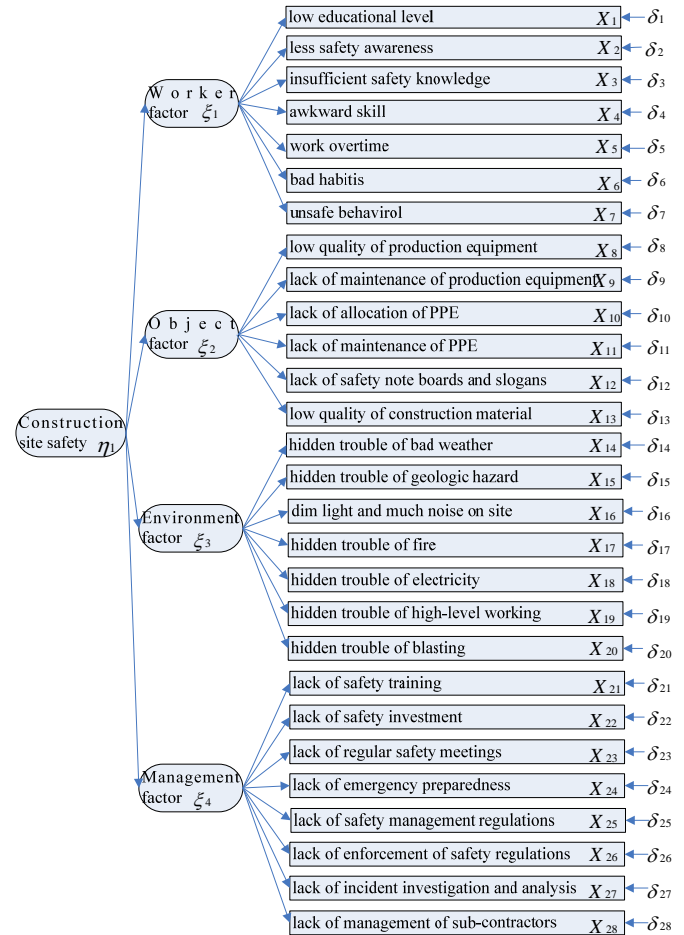 low educational level X1 δ1
less safety awareness X2 δ2
insufficient safety knowledge X3 δ3
awkward skill X4 δ4
work overtime X5 δ5
bad habitis X6 δ6
unsafe behavirol X7 δ7
Worker
factor ξ1
low quality of production equipment X8 δ8
lack of maintenance of production equipment X9 δ9
lack of allocation of PPE X10 δ10
lack of maintenance of PPE X11 δ11
lack of safety note boards and slogans X12 δ12
low quality of construction material X13 δ13
Object
factor ξ2
Construction
site safety η1
hidden trouble of bad weather X14 δ14
hidden trouble of geologic hazard X15 δ15
dim light and much noise on site X16 δ16
hidden trouble of fire X17 δ17
hidden trouble of electricity X18 δ18
hidden trouble of high-level working X19 δ19
hidden trouble of blasting X20 δ20
Environment
factor ξ3
lack of safety training X21 δ21
lack of safety investment X22 δ22
lack of regular safety meetings X23 δ23
lack of emergency preparedness X24 δ24
lack of safety management regulations X25 δ25
lack of enforcement of safety regulations X26 δ26
lack of incident investigation and analysis X27 δ27
lack of management of sub-contractors X28 δ28
Management
factor ξ4